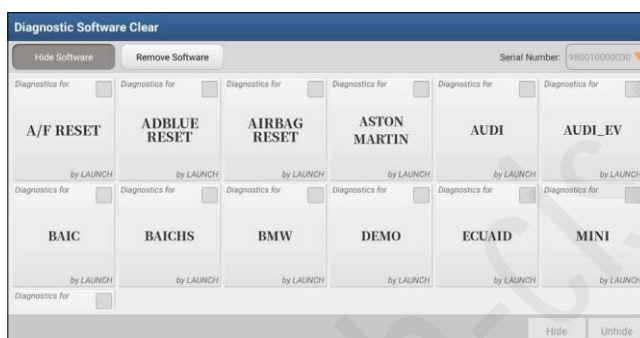 Diagnostic Software Clear
Hide Software Remove Software Serial Number: 980010000030
Diagnostics for Diagnostics for Diagnostics for Diagnostics for Diagnostics for Diagnostics for
A/F RESET ADBLUE RESET AIRBAG RESET ASTON MARTIN AUDI AUDI_EV
by LAUNCH by LAUNCH by LAUNCH by LAUNCH by LAUNCH by LAUNCH
Diagnostics for Diagnostics for Diagnostics for Diagnostics for Diagnostics for Diagnostics for
BAIC BAICHS BMW DEMO ECUAID MINI
by LAUNCH by LAUNCH by LAUNCH by LAUNCH by LAUNCH by LAUNCH
Diagnostics for
Hide Unhide